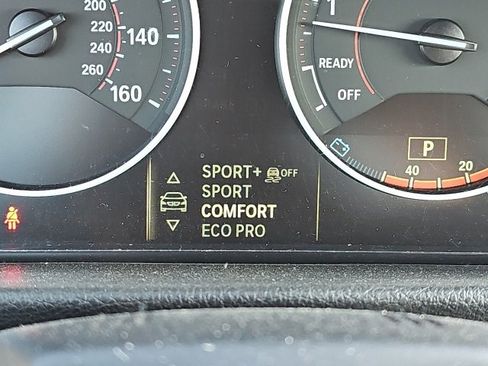 200
220
240
260
140
160
1
READY
OFF
SPORT+ OFF
SPORT
COMFORT
ECO PRO
P
40 20